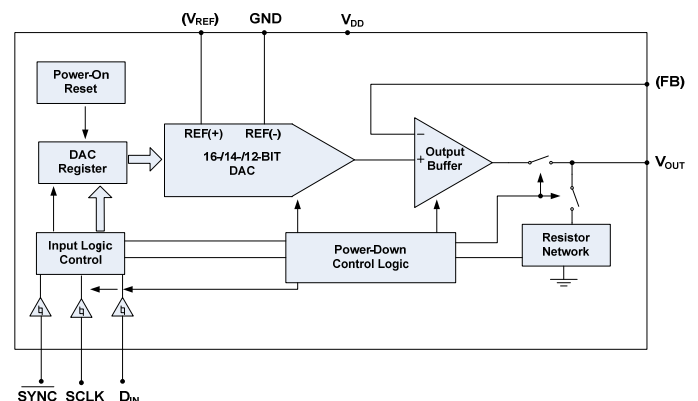 (VREF) GND VDD
Power-On
Reset
(FB)
REF(+) REF(-)
16-/14-/12-BIT
DAC
DAC
Register
−
+
Output
Buffer
VOUT
Input Logic
Control
Power-Down
Control Logic
Resistor
Network
SYNC SCLK DIN